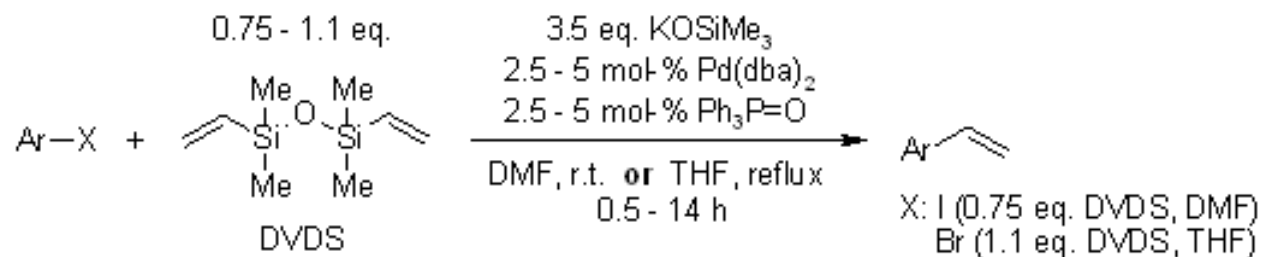 0.75 - 1.1 eq.
3.5 eq. KOSiMe3
2.5 - 5 mol-% Pd(dba)2
2.5 - 5 mol-% Ph3P=O
Me Me
O
Ar-X + Si Si
Me Me
DVDS
DMF, r.t. or THF, reflux
0.5 - 14 h
Ar
X: I (0.75 eq. DVDS, DMF)
Br (1.1 eq. DVDS, THF)